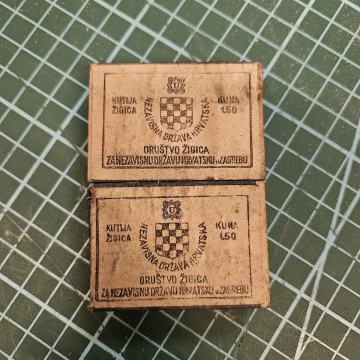 U
KUTIJA
ŽIGICA
NEZAVISNA DRŽAVA HRVATSKA
KUNA
1.50
DRUŠTVO ŽIGICA
ZA NEZAVISNU DRŽAVU HRVATSKU U ZAGREBU
U
KUTIJA
ŽIGICA
NEZAVISNA DRŽAVA HRVATSKA
KUNA
1.50
DRUŠTVO ŽIGICA
ZA NEZAVISNU DRŽAVU HRVATSKU U ZAGREBU